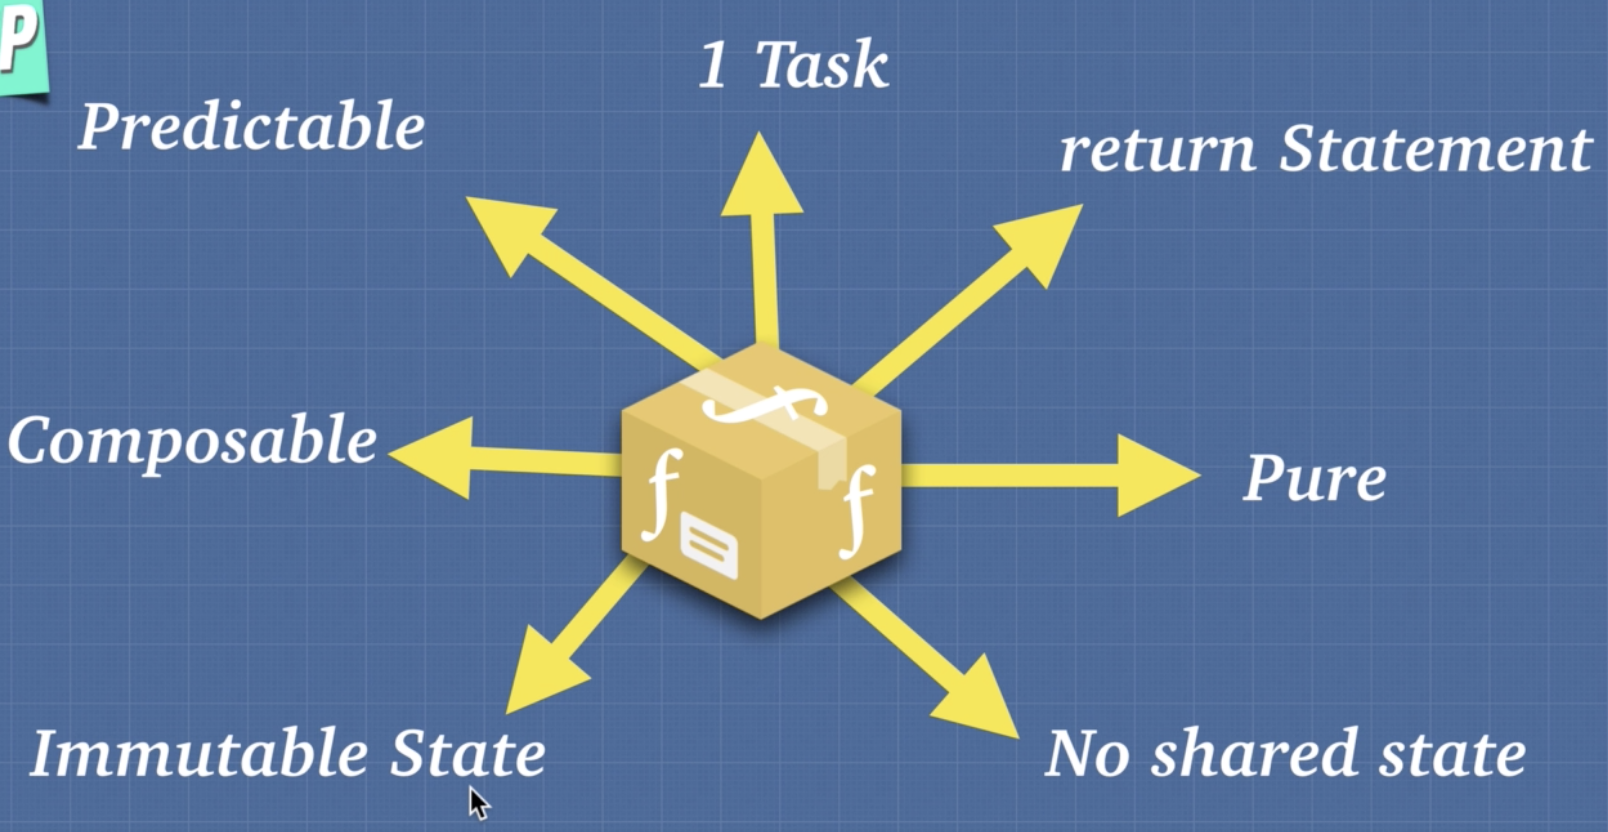 P
1 Task
Predictable
return Statement
Composable
Pure
Immutable State
No shared state
f
f
f